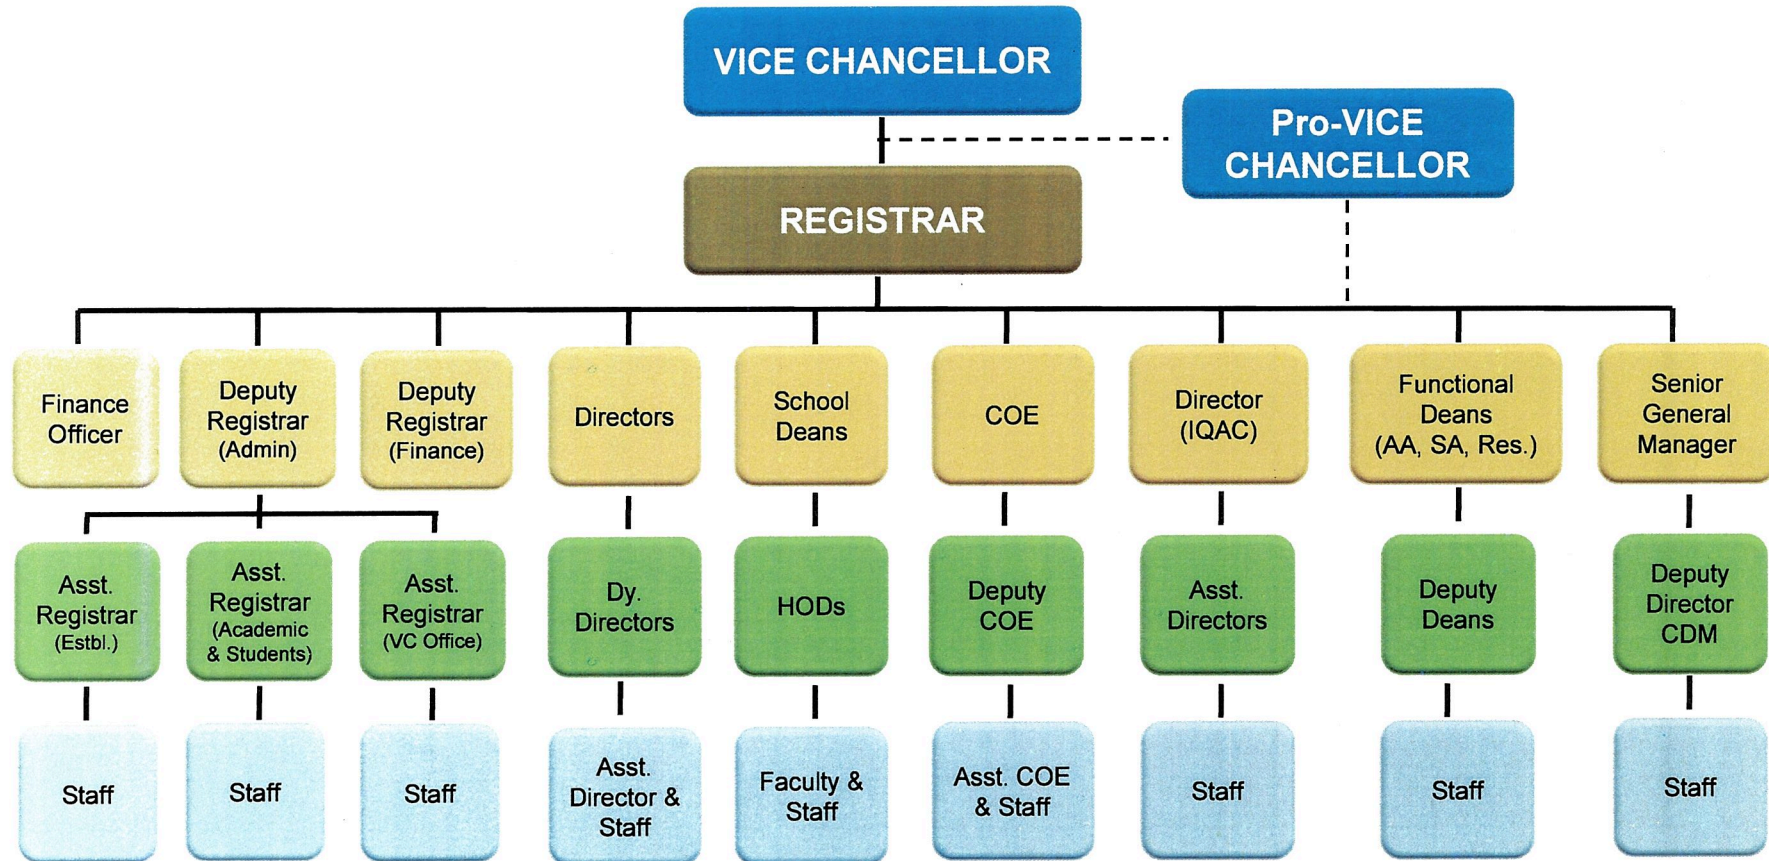 VICE CHANCELLOR
Pro-VICE
CHANCELLOR
REGISTRAR
Finance
Officer
Deputy
Registrar
(Admin)
Deputy
Registrar
(Finance)
Directors
School
Deans
COE
Director
(IQAC)
Functional
Deans
(AA, SA, Res.)
Senior
General
Manager
Asst.
Registrar
(Estbl.)
Asst.
Registrar
(Academic
& Students)
Asst.
Registrar
(VC Office)
Dy.
Directors
HODs
Deputy
COE
Asst.
Directors
Deputy
Deans
Deputy
Director
CDM
Staff
Staff
Staff
Asst.
Director &
Staff
Faculty &
Staff
Asst. COE
& Staff
Staff
Staff
Staff